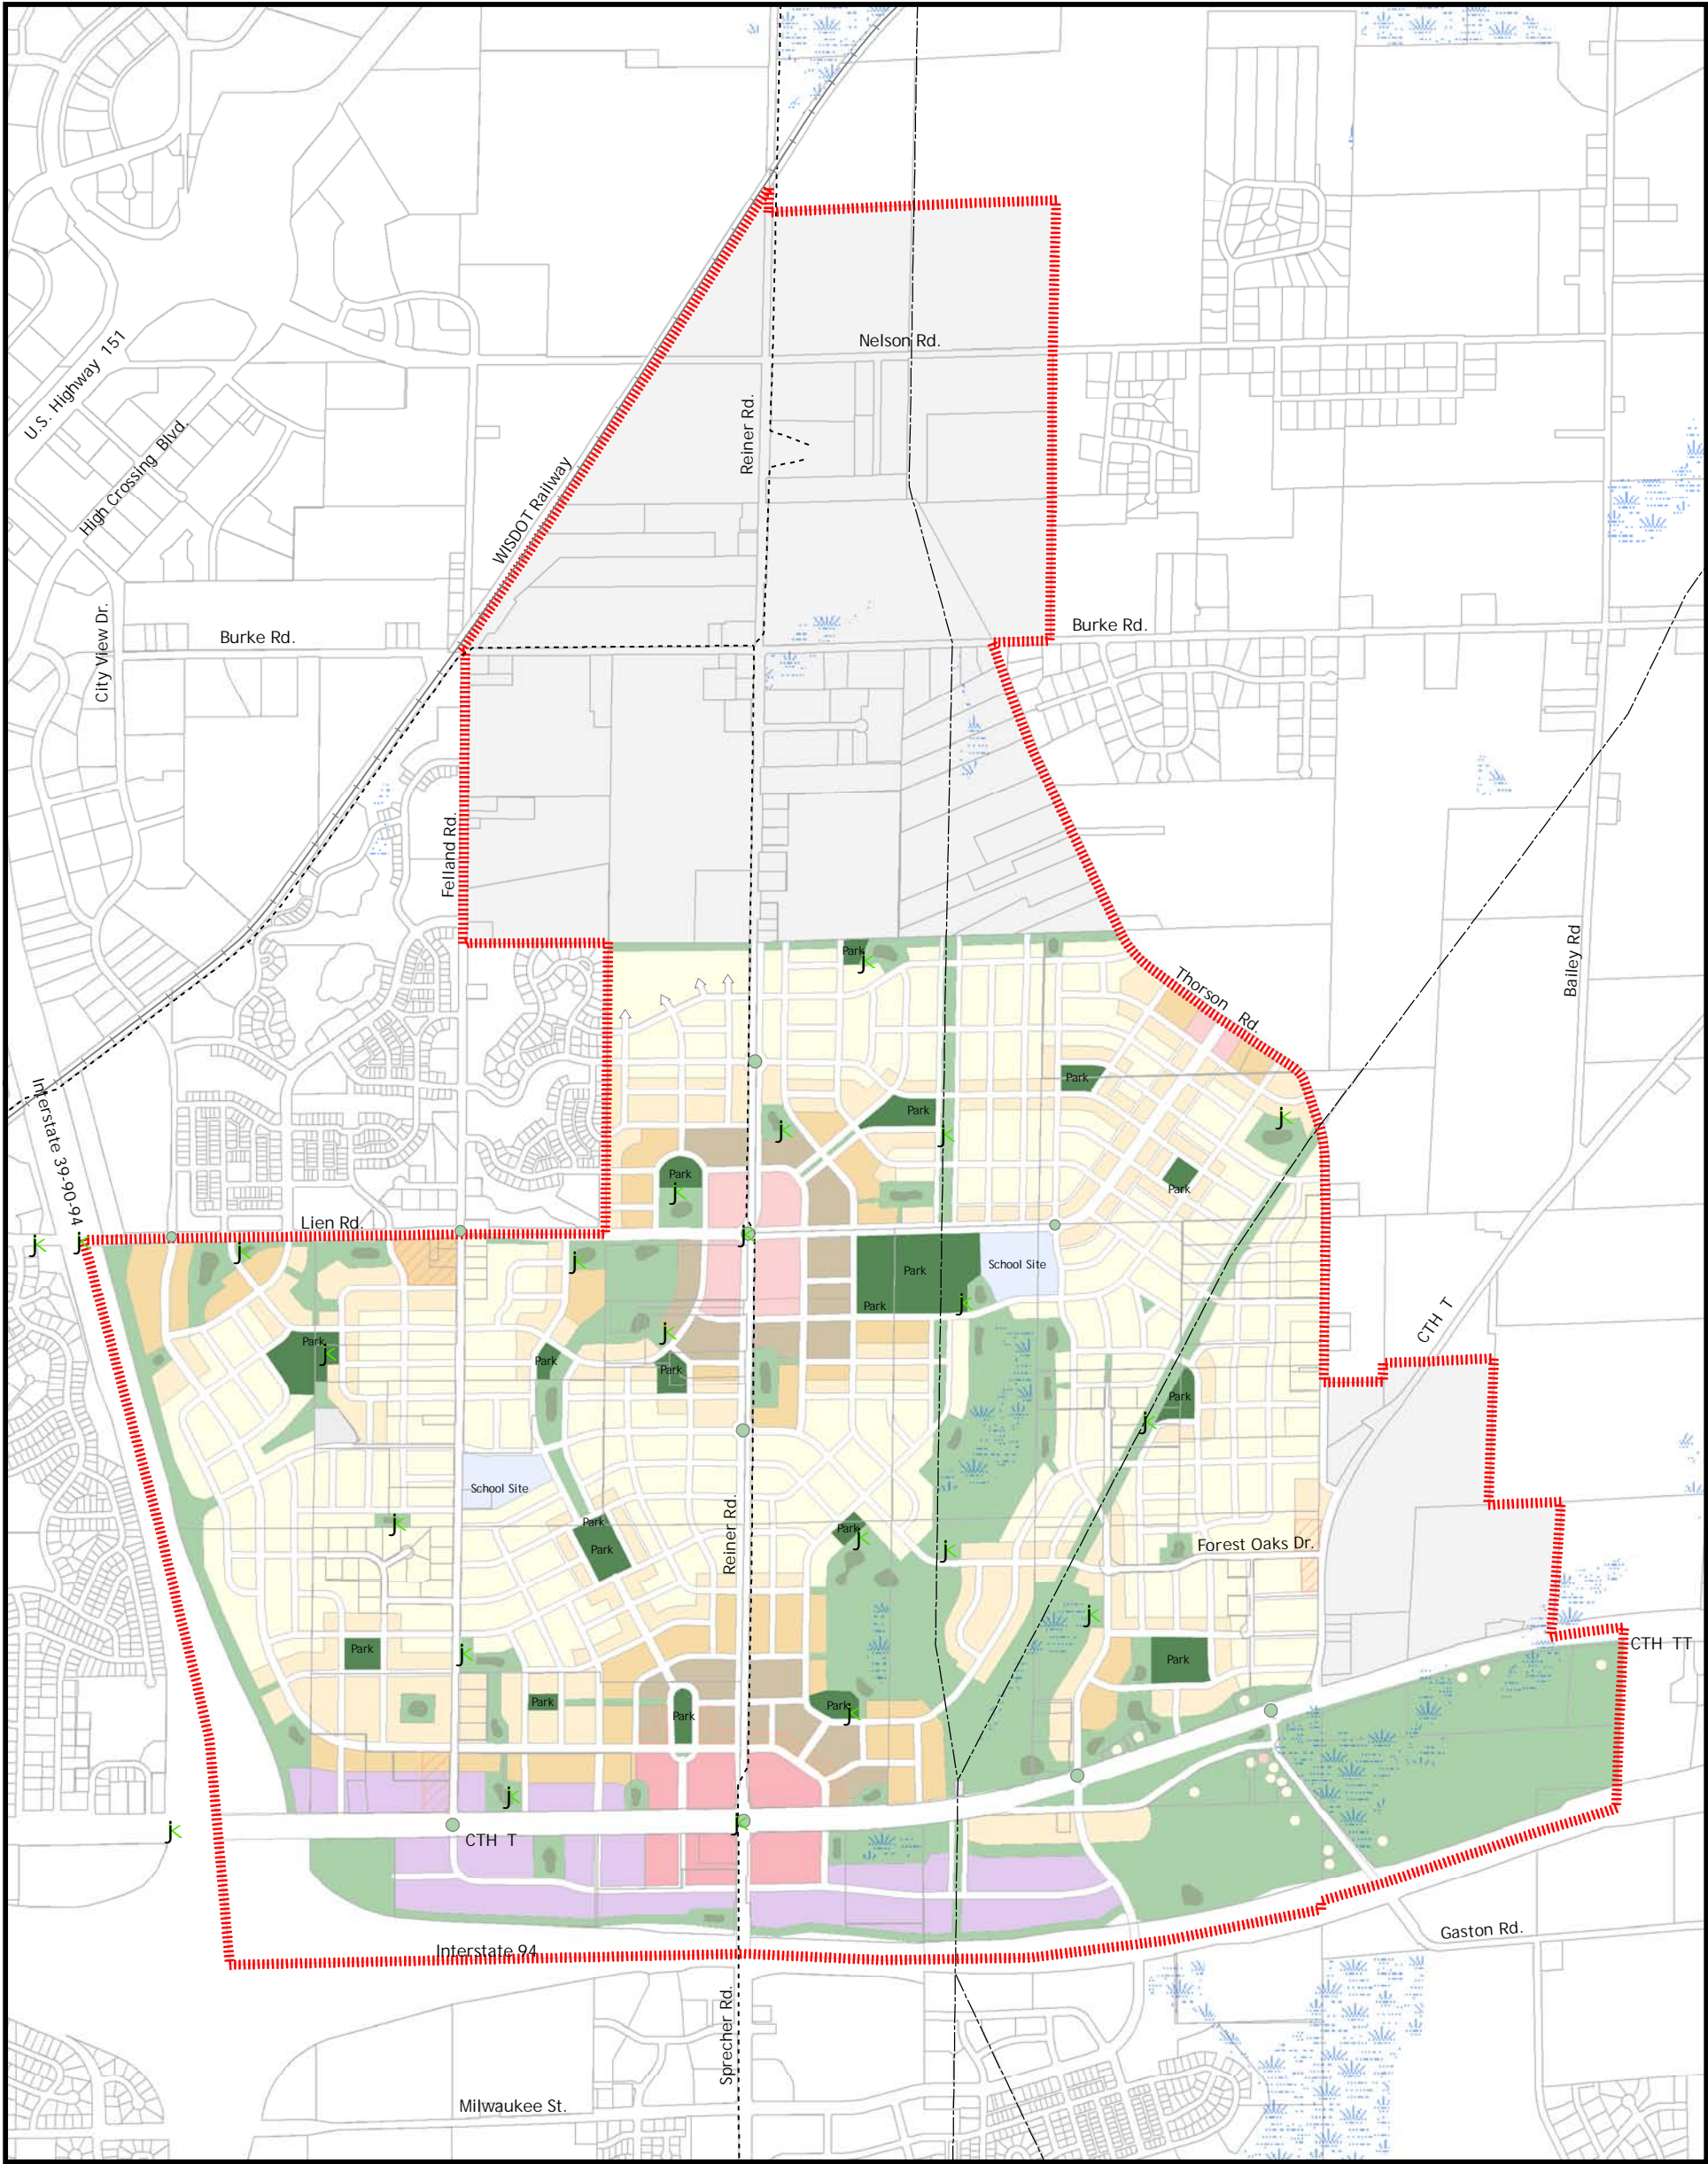 Nelson Rd.
U.S. Highway 151
High Crossing Blvd.
Reiner Rd.
WISDOT Railway
City View Dr.
Burke Rd.
Burke Rd.
Felland Rd.
Bailey Rd
Park
Thorson Rd.
Interstate 39-90-94
Park
Park
Park
Park
Lien Rd.
Park
School Site
Park
CTH T
Park
Park
Park
Park
School Site
Reiner Rd.
Park
Park
Park
Forest Oaks Dr.
Park
Park
CTH TT
Park
Park
Park
CTH T
Interstate 94
Gaston Rd.
Sprecher Rd.
Milwaukee St.